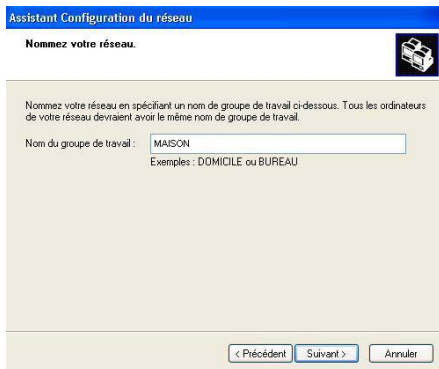 Assistant Configuration du réseau
Nommez votre réseau.
Nommez votre réseau en spécifiant un nom de groupe de travail ci-dessous. Tous les ordinateurs
de votre réseau devraient avoir le même nom de groupe de travail.
Nom du groupe de travail : MAISON
Exemples : DOMICILE ou BUREAU
< Précédent Suivant > Annuler